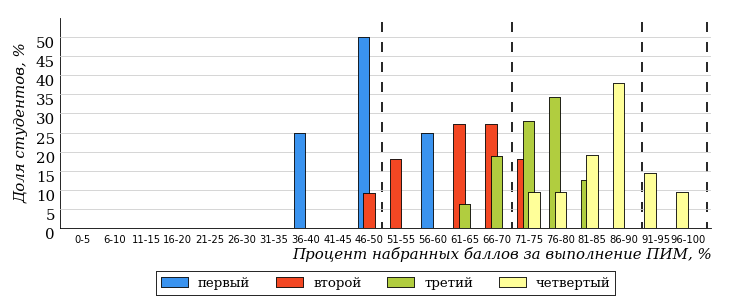 Доля студентов, %
50
45
40
35
30
25
20
15
10
5
0
0-5 6-10 11-15 16-20 21-25 26-30 31-35 36-40 41-45 46-50 51-55 56-60 61-65 66-70 71-75 76-80 81-85 86-90 91-95 96-100
Процент набранных баллов за выполнение ПИМ, %
первый второй третий четвертый